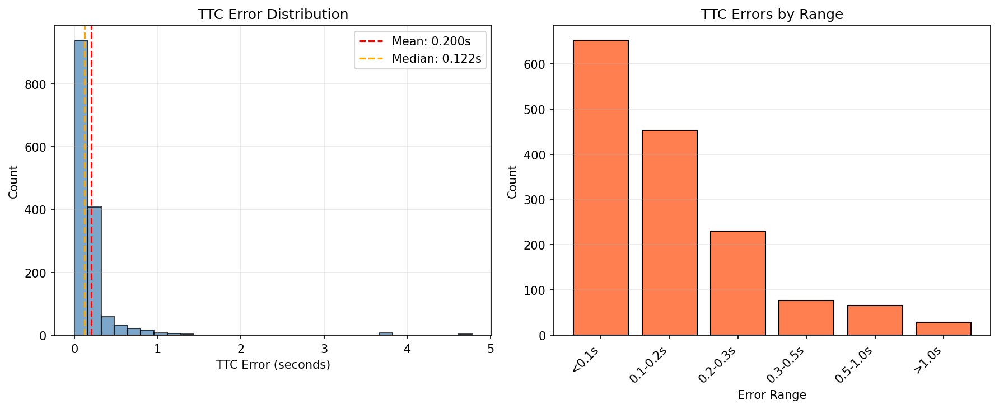 TTC Error Distribution
Mean: 0.200s
Median: 0.122s
Count
800
600
400
200
0
0 1 2 3 4 5
TTC Error (seconds)
TTC Errors by Range
Count
600
500
400
300
200
100
0
<0.1s 0.1-0.2s 0.2-0.3s 0.3-0.5s 0.5-1.0s >1.0s
Error Range